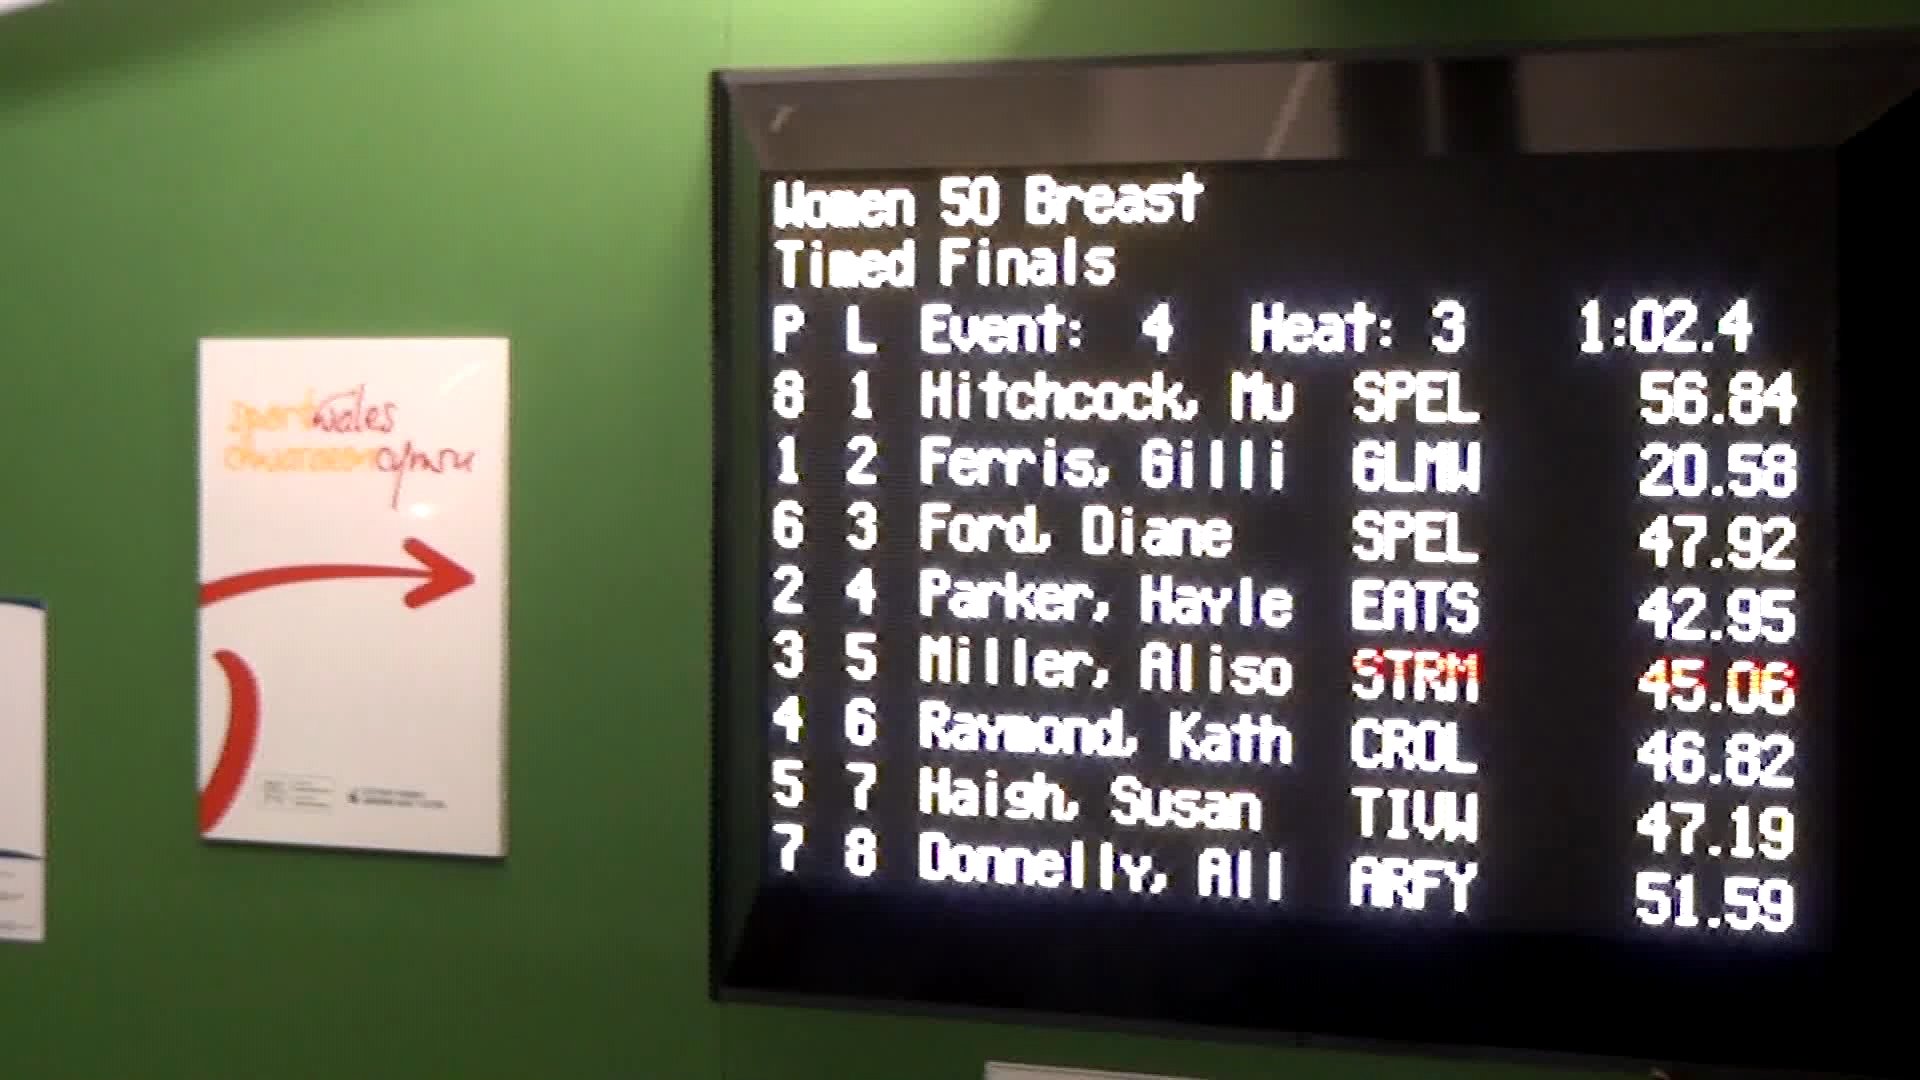 sportwales
chwaraeoncymru
Women 50 Breast
Timed Finals
P L Event: 4 Heat: 3 1:02.4
8 1 Hitchcock, Mu SPEL 56.84
1 2 Ferris, Gilli GLMW 20.58
6 3 Ford, Diane SPEL 47.92
2 4 Parker, Hayle EATS 42.95
3 5 Miller, Aliso STRM 45.06
4 6 Raymond, Kath CROL 46.82
5 7 Haigh, Susan TIVW 47.19
7 8 Donnelly, All ARFY 51.59